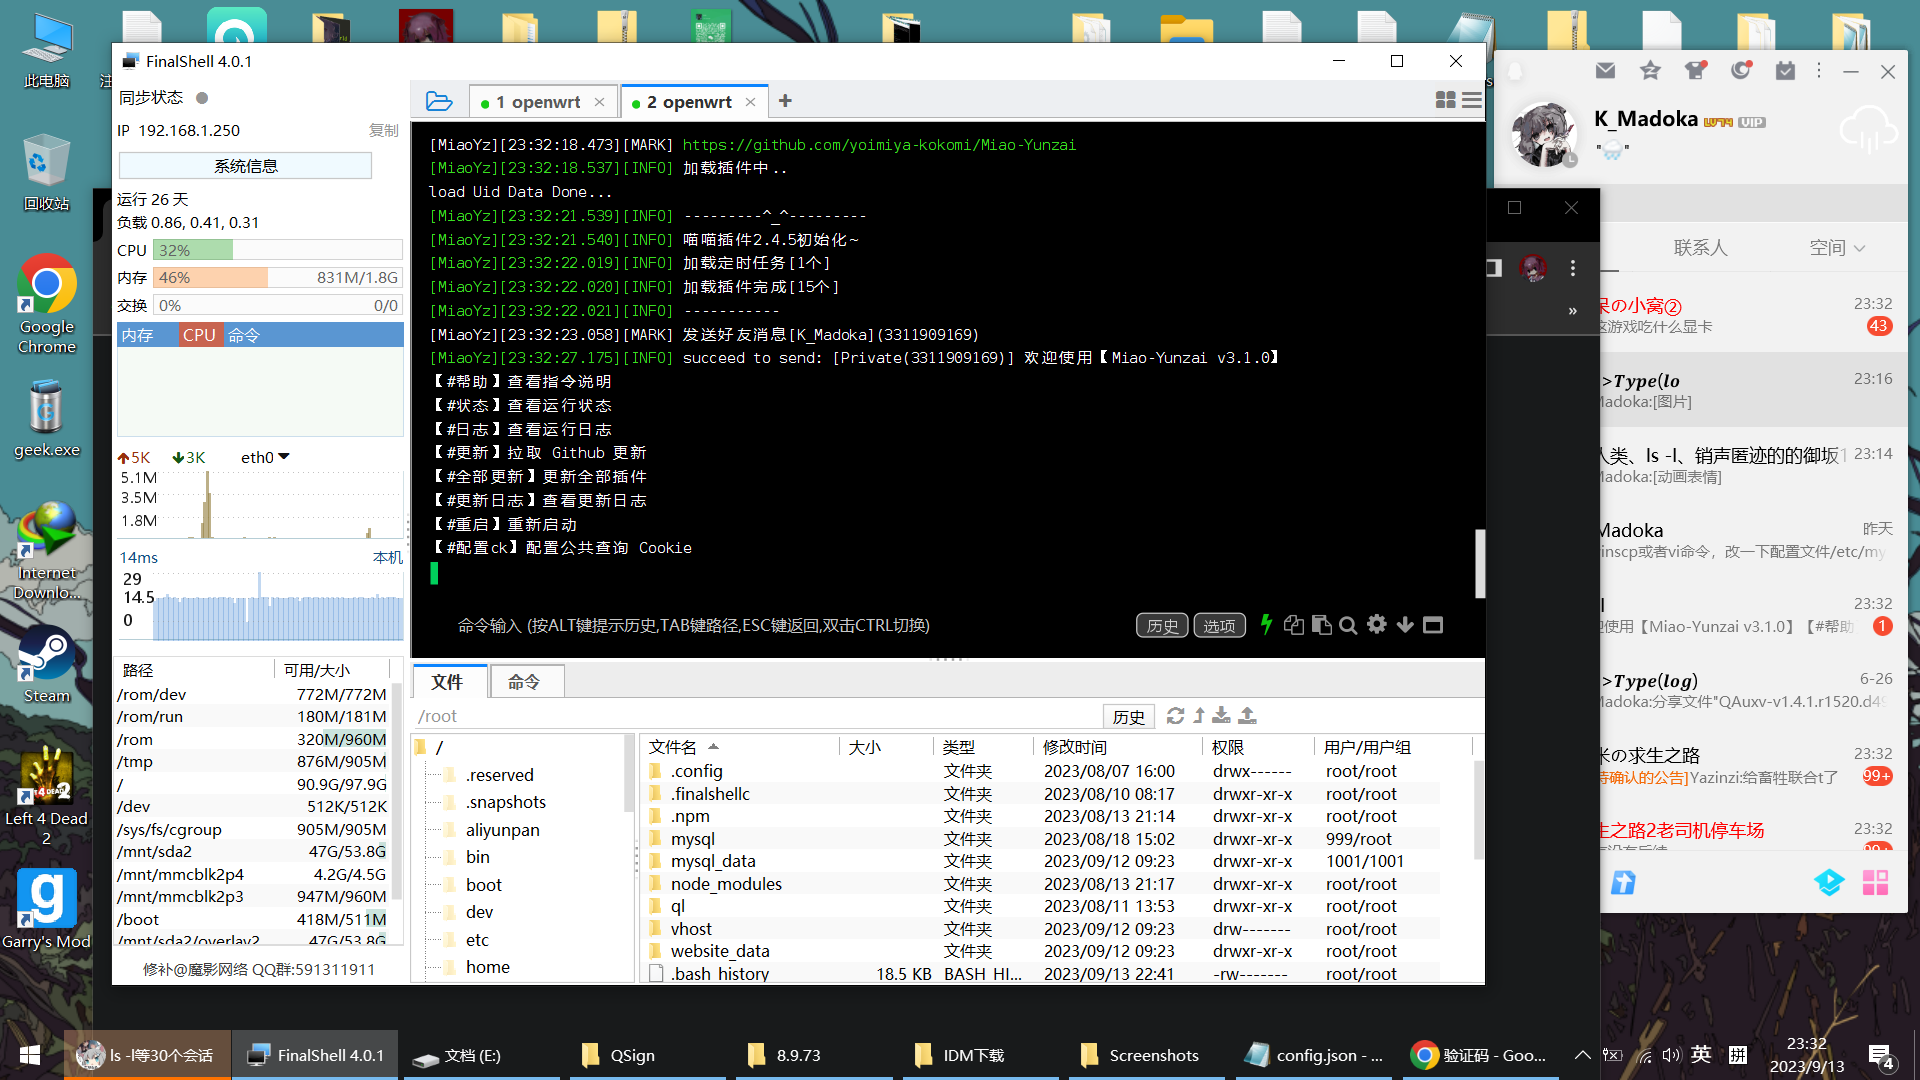 此电脑
回收站
Google
Chrome
geek.exe
Internet
Downlo...
Steam
Left 4 Dead
2
Garry's Mod
FinalShell 4.0.1
同步状态
IP 192.168.1.250
复制
系统信息
运行 26 天
负载 0.86, 0.41, 0.31
CPU 32%
内存 46% 831M/1.8G
交换 0% 0/0
内存 CPU 命令
5K 3K eth0
5.1M
3.5M
1.8M
14ms 本机
29
14.5
0
路径 可用/大小
/rom/dev 772M/772M
/rom/run 180M/181M
/rom 320M/960M
/tmp 876M/905M
/ 90.9G/97.9G
/dev 512K/512K
/sys/fs/cgroup 905M/905M
/mnt/sda2 47G/53.8G
/mnt/mmcblk2p4 4.2G/4.5G
/mnt/mmcblk2p3 947M/960M
/boot 418M/511M
/mnt/sda2/overlay2 47G/53.8G
修补@魔影网络 QQ群:591311911
1 openwrt
2 openwrt
[MiaoYz][23:32:18.473][MARK] https://github.com/yoimiya-kokomi/Miao-Yunzai
[MiaoYz][23:32:18.537][INFO] 加载插件中..
load Uid Data Done...
[MiaoYz][23:32:21.539][INFO] ---------^_^---------
[MiaoYz][23:32:21.540][INFO] 喵喵插件2.4.5初始化~
[MiaoYz][23:32:22.019][INFO] 加载定时任务[1个]
[MiaoYz][23:32:22.020][INFO] 加载插件完成[15个]
[MiaoYz][23:32:22.021][INFO] -----------
[MiaoYz][23:32:23.058][MARK] 发送好友消息[K_Madoka](3311909169)
[MiaoYz][23:32:27.175][INFO] succeed to send: [Private(3311909169)] 欢迎使用【Miao-Yunzai v3.1.0】
【#帮助】查看指令说明
【#状态】查看运行状态
【#日志】查看运行日志
【#更新】拉取 Github 更新
【#全部更新】更新全部插件
【#更新日志】查看更新日志
【#重启】重新启动
【#配置ck】配置公共查询 Cookie
命令输入 (按ALT键提示历史,TAB键路径,ESC键返回,双击CTRL切换)
历史 选项
文件 命令
/root
历史
/
.reserved
.snapshots
aliyunpan
bin
boot
dev
etc
home
文件名 大小 类型 修改时间 权限 用户/用户组
.config 文件夹 2023/08/07 16:00 drwx------ root/root
.finalshellc 文件夹 2023/08/10 08:17 drwxr-xr-x root/root
.npm 文件夹 2023/08/13 21:14 drwxr-xr-x root/root
mysql 文件夹 2023/08/18 15:02 drwxr-xr-x 999/root
mysql_data 文件夹 2023/09/12 09:23 drwxr-xr-x 1001/1001
node_modules 文件夹 2023/08/13 21:17 drwxr-xr-x root/root
ql 文件夹 2023/08/11 13:53 drwxr-xr-x root/root
vhost 文件夹 2023/09/12 09:23 drw------- root/root
website_data 文件夹 2023/09/12 09:23 drwxr-xr-x root/root
.bash_history 18.5 KB BASH_HI... 2023/09/13 22:41 -rw------- root/root
K_Madoka LV74 VIP
" "
联系人 空间
呆の小窝② 23:32
这游戏吃什么显卡 43
>Type(lo 23:16
Madoka:[图片]
人类、ls -l、销声匿迹的的御坂1 23:14
Madoka:[动画表情]
Madoka 昨天
inscp或者vi命令，改一下配置文件/etc/my
l 23:32
迎使用【Miao-Yunzai v3.1.0】【#帮助 1
>Type(log) 6-26
Madoka:分享文件"QAuxv-v1.4.1.r1520.d49
米の求生之路 23:32
待确认的公告]Yazinzi:给畜牲联合t了 99+
生之路2老司机停车场 23:32
99+
ls -l等30个会话
FinalShell 4.0.1
文档 (E:)
QSign
8.9.73
IDM下载
Screenshots
config.json - ...
验证码 - Goo...
英
拼
23:32
2023/9/13
4